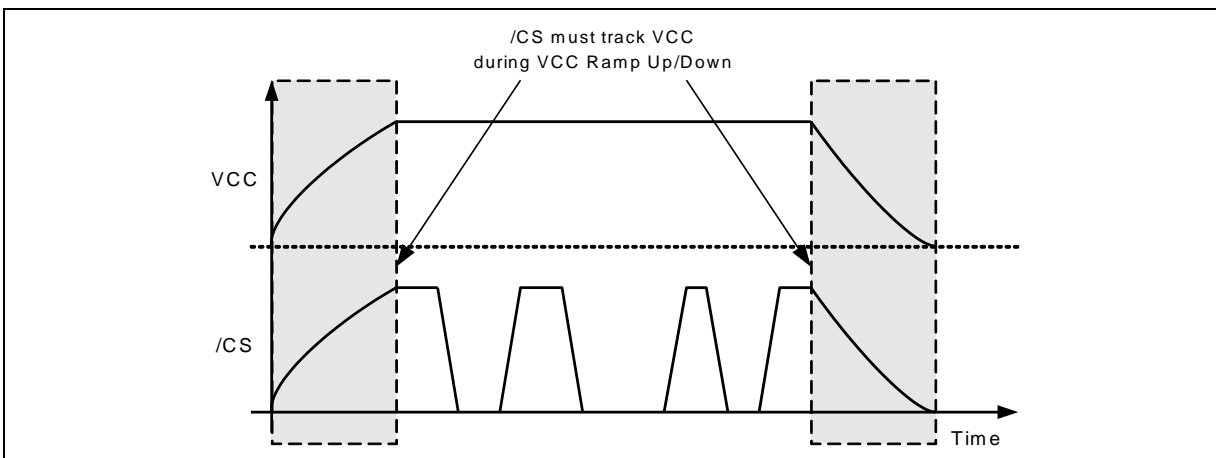 /CS must track VCC
during VCC Ramp Up/Down
VCC
/CS
Time